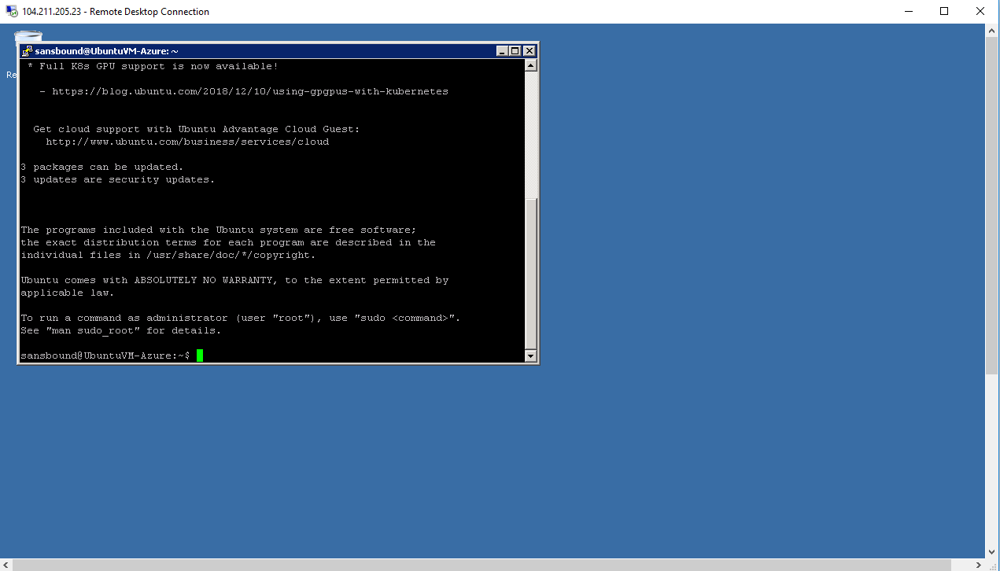 104.211.205.23 - Remote Desktop Connection
sansbound@UbuntuVM-Azure: ~
* Full K8s GPU support is now available!
- https://blog.ubuntu.com/2018/12/10/using-gpgpus-with-kubernetes
Re
Get cloud support with Ubuntu Advantage Cloud Guest:
http://www.ubuntu.com/business/services/cloud
3 packages can be updated.
3 updates are security updates.
The programs included with the Ubuntu system are free software;
the exact distribution terms for each program are described in the
individual files in /usr/share/doc/*/copyright.
Ubuntu comes with ABSOLUTELY NO WARRANTY, to the extent permitted by
applicable law.
To run a command as administrator (user "root"), use "sudo <command>".
See "man sudo_root" for details.
sansbound@UbuntuVM-Azure:~$